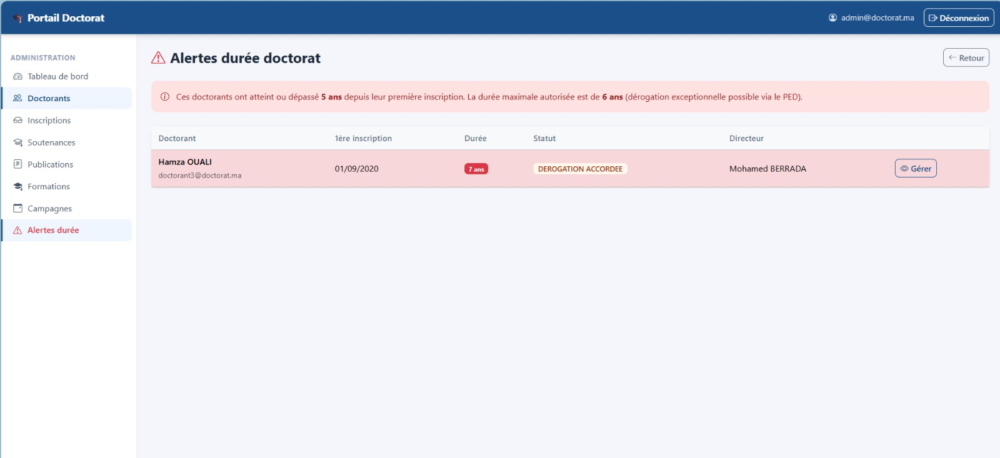 Portail Doctorat
admin@doctorat.ma
Déconnexion
ADMINISTRATION
Tableau de bord
Doctorants
Inscriptions
Soutenances
Publications
Formations
Campagnes
Alertes durée
Alertes durée doctorat
Retour
Ces doctorants ont atteint ou dépassé 5 ans depuis leur première inscription. La durée maximale autorisée est de 6 ans (dérogation exceptionnelle possible via le PED).
Doctorant 1ère inscription Durée Statut Directeur
Hamza OUALI
doctorant3@doctorat.ma
01/09/2020 7 ans DEROGATION ACCORDEE Mohamed BERRADA Gérer